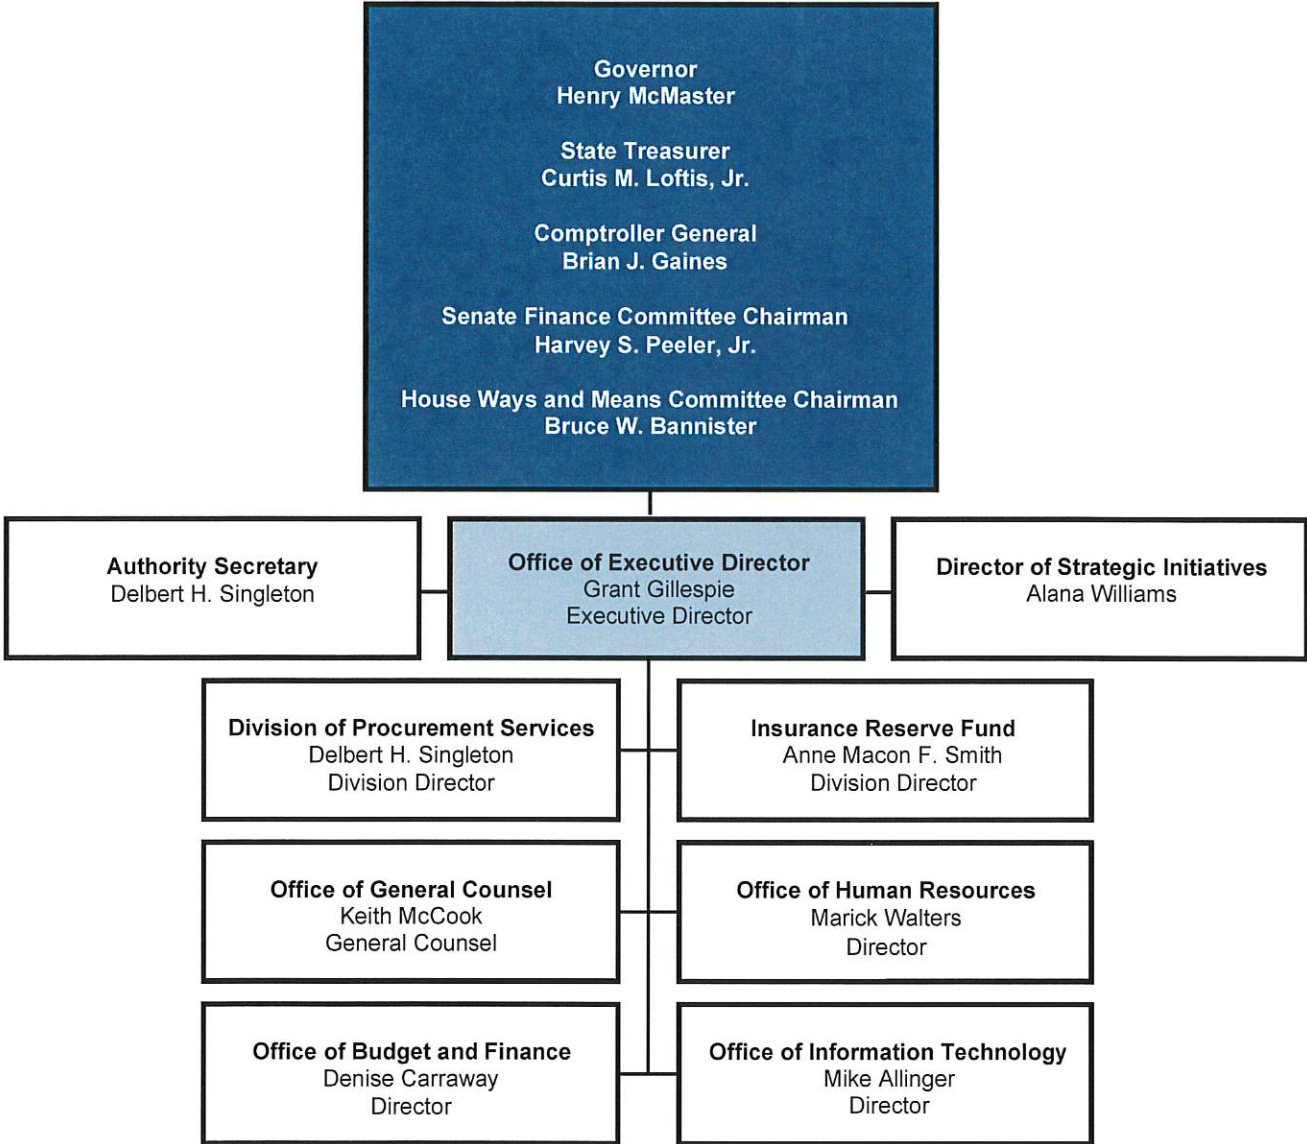 Governor
Henry McMaster
State Treasurer
Curtis M. Loftis, Jr.
Comptroller General
Brian J. Gaines
Senate Finance Committee Chairman
Harvey S. Peeler, Jr.
House Ways and Means Committee Chairman
Bruce W. Bannister
Authority Secretary
Delbert H. Singleton
Office of Executive Director
Grant Gillespie
Executive Director
Director of Strategic Initiatives
Alana Williams
Division of Procurement Services
Delbert H. Singleton
Division Director
Insurance Reserve Fund
Anne Macon F. Smith
Division Director
Office of General Counsel
Keith McCook
General Counsel
Office of Human Resources
Marick Walters
Director
Office of Budget and Finance
Denise Carraway
Director
Office of Information Technology
Mike Allinger
Director